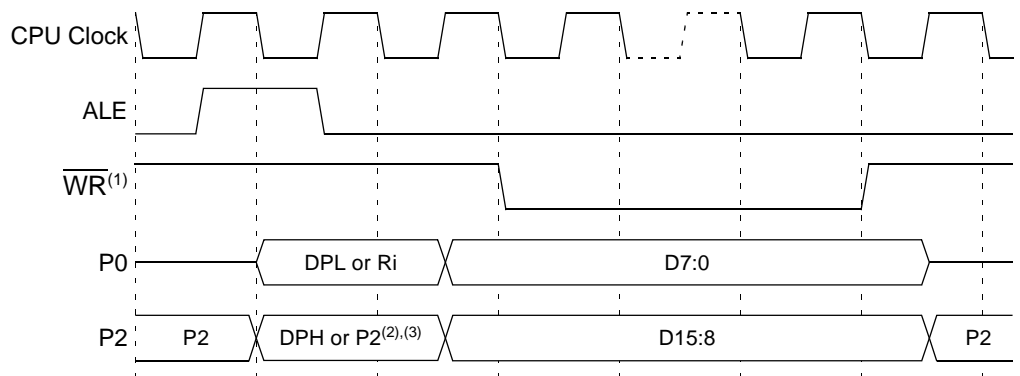 CPU Clock
ALE
WR(1)
P0 DPL or Ri D7:0
P2 P2 DPH or P2(2),(3) D15:8 P2